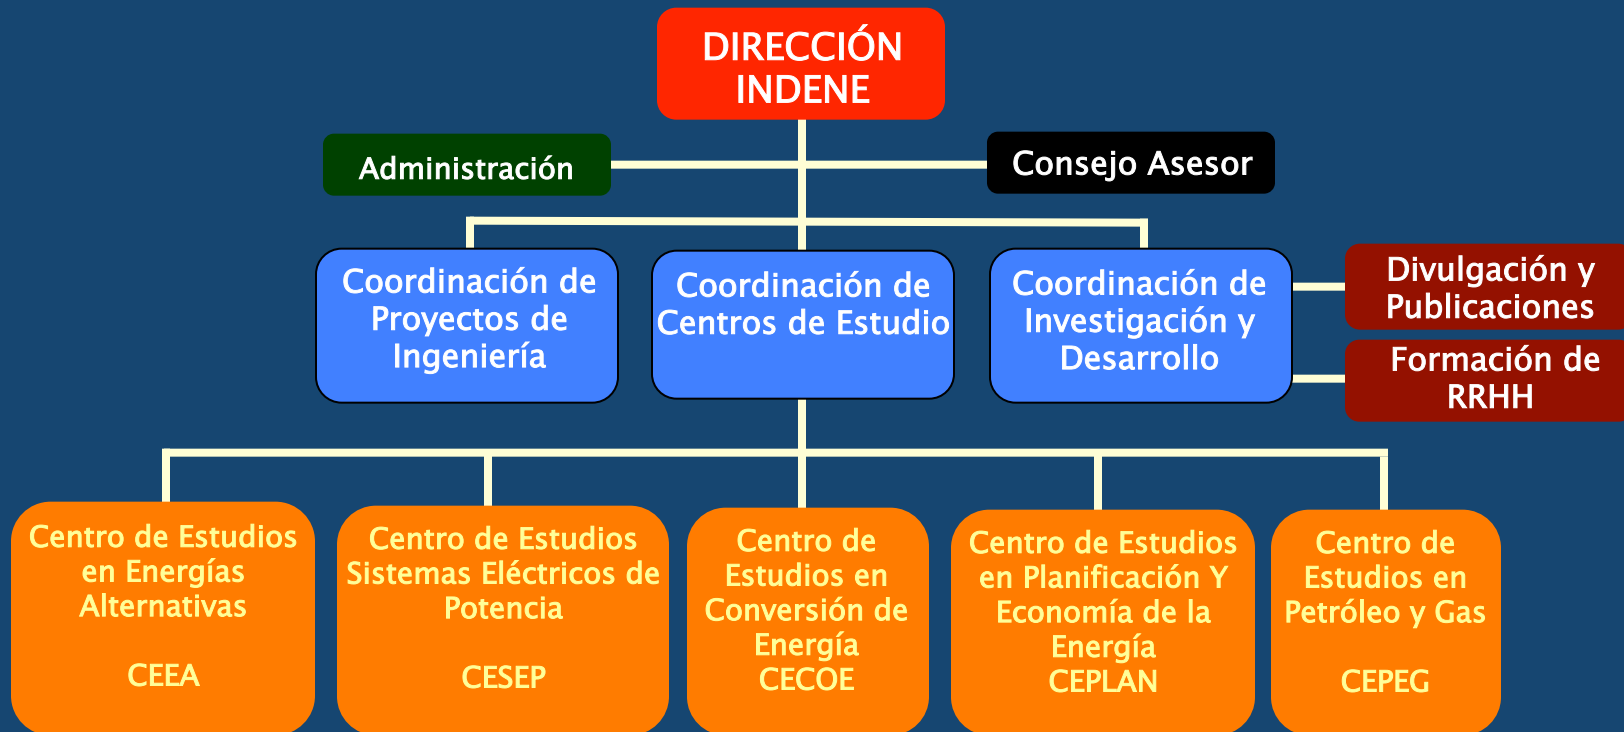 DIRECCIÓN
INDENE
Administración
Consejo Asesor
Coordinación de
Proyectos de
Ingeniería
Coordinación de
Centros de Estudio
Coordinación de
Investigación y
Desarrollo
Divulgación y
Publicaciones
Formación de
RRHH
Centro de Estudios
en Energías
Alternativas
CEEA
Centro de Estudios
Sistemas Eléctricos de
Potencia
CESEP
Centro de
Estudios en
Conversión de
Energía
CECOE
Centro de Estudios
en Planificación Y
Economía de la
Energía
CEPLAN
Centro de
Estudios en
Petróleo y Gas
CEPEG